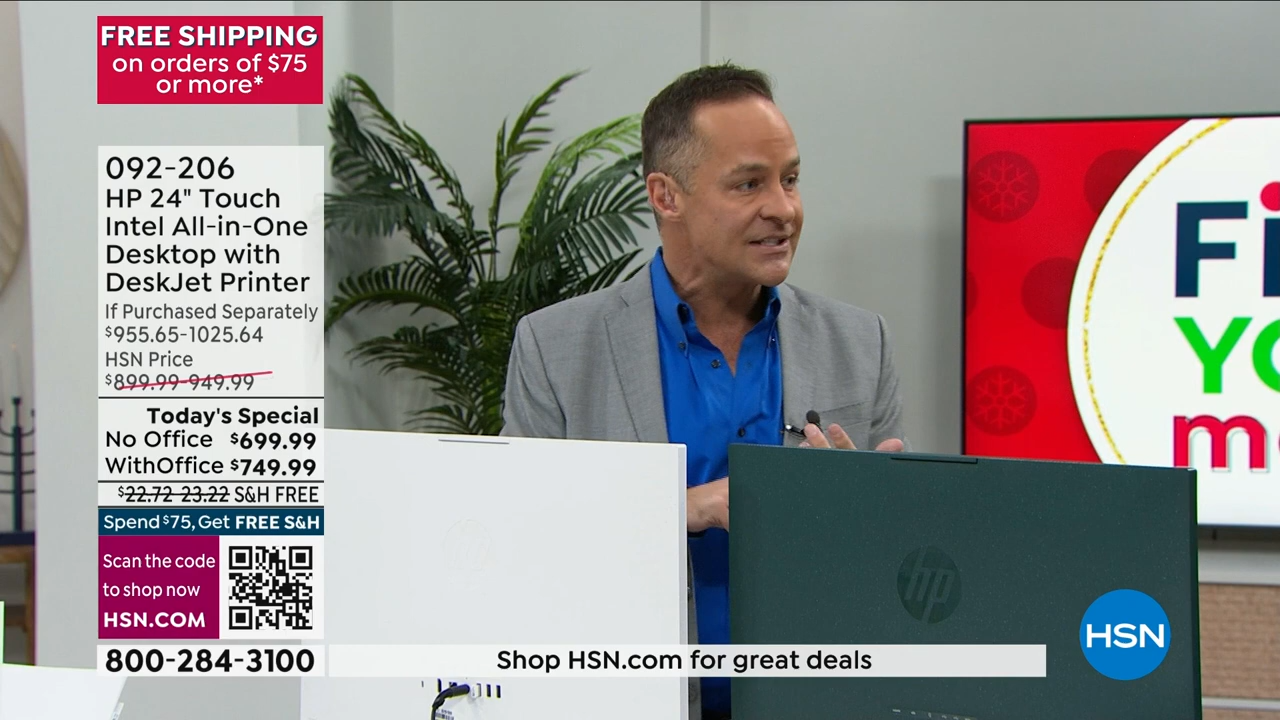 FREE SHIPPING
on orders of $75
or more*
092-206
HP 24" Touch
Intel All-in-One
Desktop with
DeskJet Printer
If Purchased Separately
$955.65-1025.64
HSN Price
$899.99-949.99
Today's Special
No Office $699.99
WithOffice $749.99
$22.72-23.22 S&H FREE
Spend $75, Get FREE S&H
Scan the code
to shop now
HSN.COM
800-284-3100
Shop HSN.com for great deals
hp
HSN